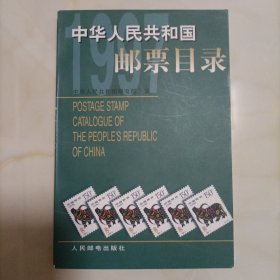 1997
中华人民共和国
邮票目录
POSTAGE STAMP
CATALOGUE OF
THE PEOPLE'S REPUBLIC
OF CHINA
人民邮电出版社